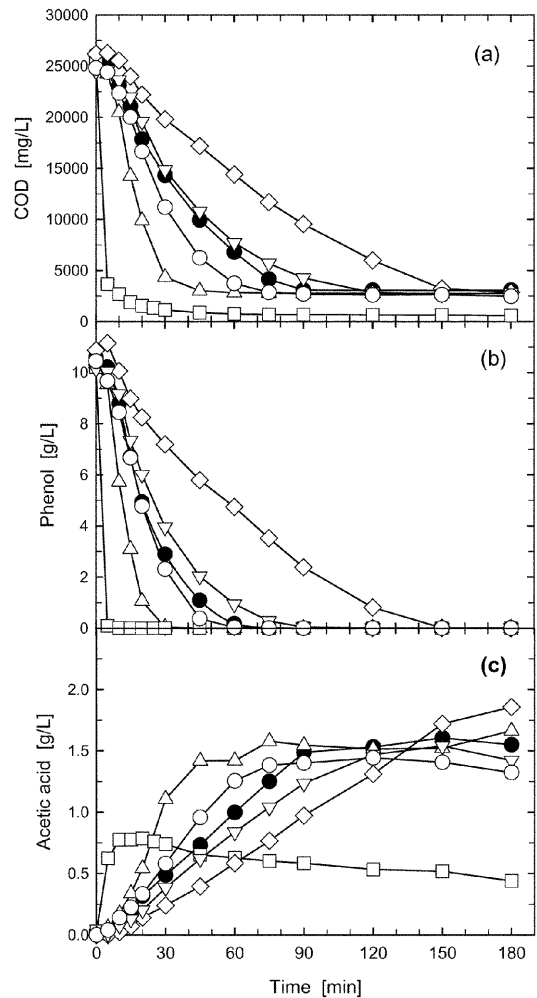 30000
(a)
25000
20000
COD [mg/L]
15000
10000
5000
0
(b)
10
8
Phenol [g/L]
6
4
2
0
(c)
2.0
1.5
Acetic acid [g/L]
1.0
0.5
0.0
0 30 60 90 120 150 180
Time [min]